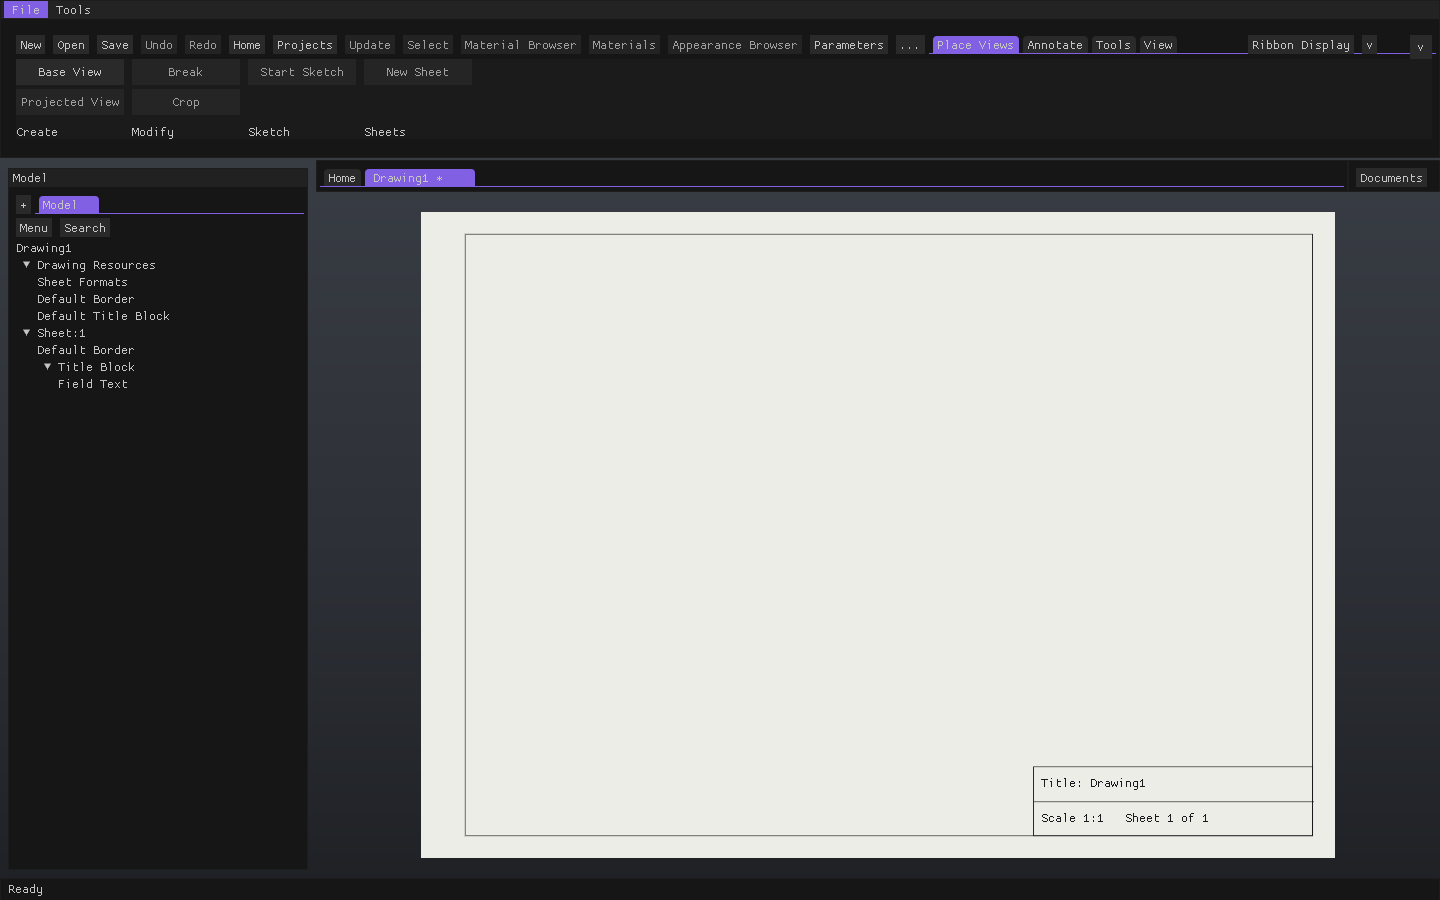 File Tools
New Open Save Undo Redo Home Projects Update Select Material Browser Materials Appearance Browser Parameters ... Place Views Annotate Tools View Ribbon Display v v
Base View Break Start Sketch New Sheet
Projected View Crop
Create Modify Sketch Sheets
Model
Home Drawing1 * Documents
+ Model
Menu Search
Drawing1
Drawing Resources
Sheet Formats
Default Border
Default Title Block
Sheet:1
Default Border
Title Block
Field Text
Title: Drawing1
Scale 1:1 Sheet 1 of 1
Ready